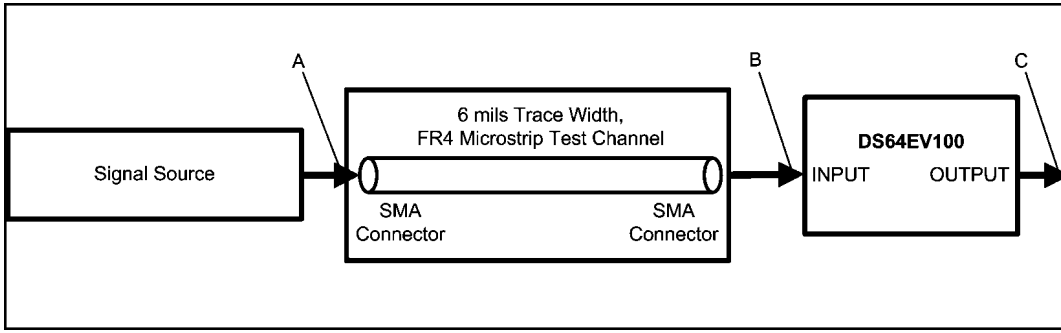 A
B
C
6 mils Trace Width,
FR4 Microstrip Test Channel
Signal Source
SMA
Connector
SMA
Connector
DS64EV100
INPUT
OUTPUT